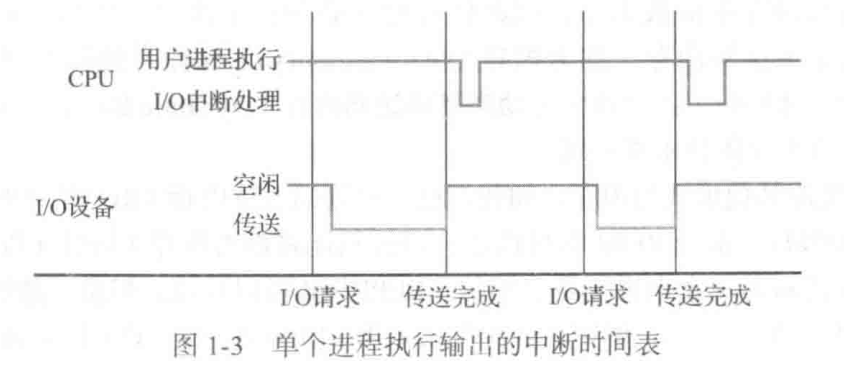 用户进程执行
CPU
I/O中断处理
空闲
I/O设备
传送
I/O请求 传送完成 I/O请求 传送完成
图 1-3 单个进程执行输出的中断时间表